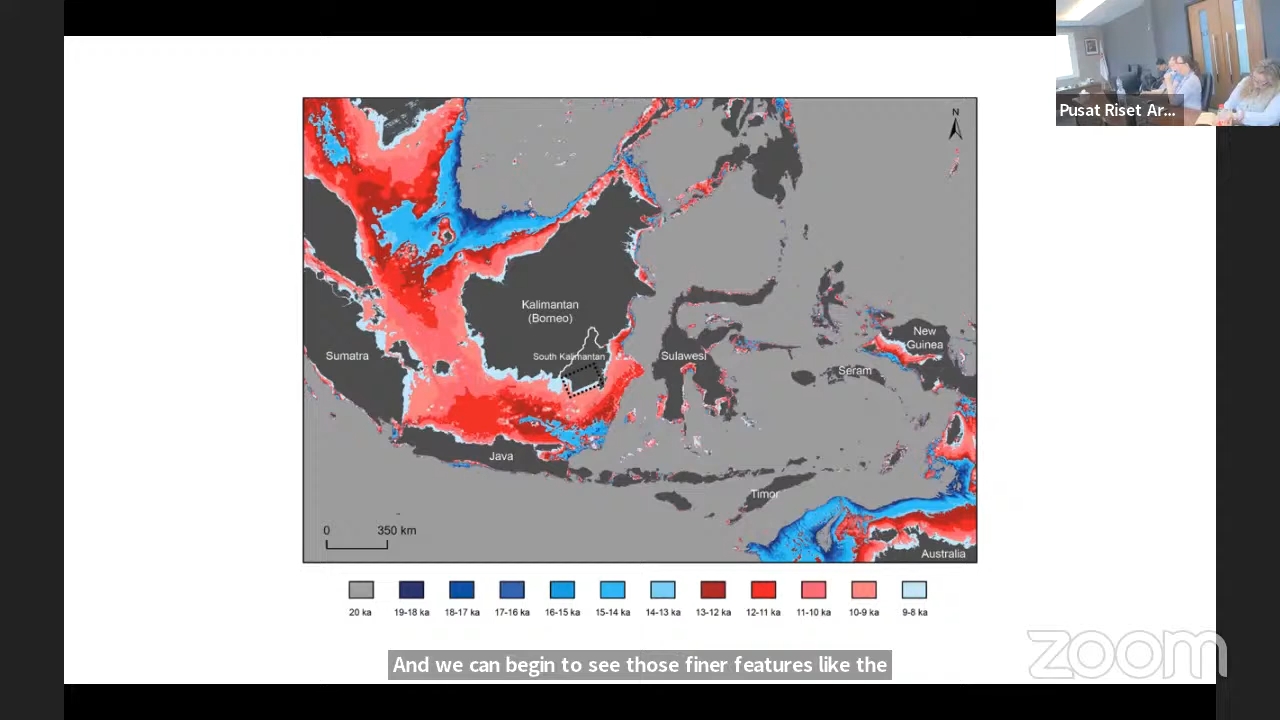 Pusat Riset Ar...
N
Kalimantan
(Borneo)
New
Guinea
South Kalimantan
Sumatra
Sulawesi
Seram
Java
Timor
0 350 km
Australia
20 ka 19-18 ka 18-17 ka 17-16 ka 16-15 ka 15-14 ka 14-13 ka 13-12 ka 12-11 ka 11-10 ka 10-9 ka 9-8 ka
zoom
And we can begin to see those finer features like the